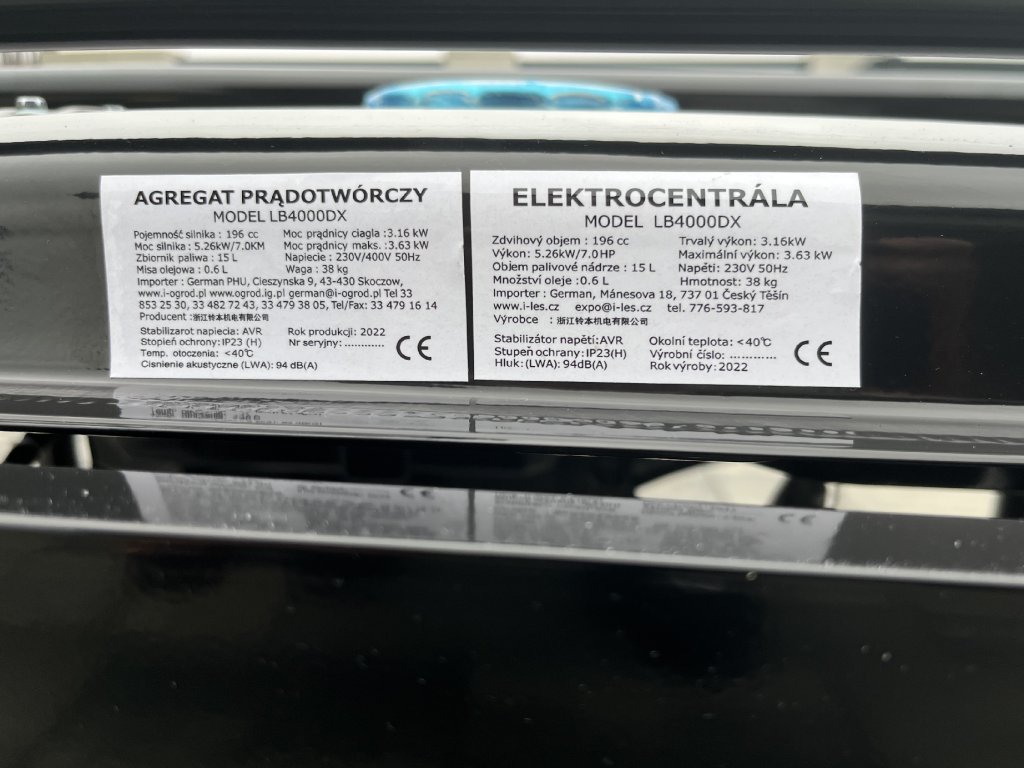 AGREGAT PRĄDOTWÓRCZY
MODEL LB4000DX
Pojemność silnika : 196 cc
Moc silnika : 5.26kW/7.0KM
Zbiornik paliwa : 15 L
Misa olejowa : 0.6 L
Moc prądnicy ciagla : 3.16 kW
Moc prądnicy maks. : 3.63 kW
Napiecie : 230V/400V 50Hz
Waga : 38 kg
Importer : German PHU, Cieszynska 9, 43-430 Skoczow,
www.i-ogrod.pl www.ogrod.ig.pl german@i-ogrod.pl Tel 33
853 25 30, 33 482 72 43, 33 479 38 05, Tel/Fax: 33 479 16 14
Producent : 浙江铃本机电有限公司
Stabilizarot napiecia: AVR
Stopień ochrony: IP23 (H)
Temp. otoczenia: <40℃
Cisnienie akustyczne (LWA): 94 dB(A)
Rok produkcji: 2022
Nr seryjny: ............
CE
ELEKTROCENTRÁLA
MODEL LB4000DX
Zdvihový objem : 196 cc
Výkon: 5.26kW/7.0HP
Objem palivové nádrze : 15 L
Množství oleje :0.6 L
Trvalý výkon: 3.16kW
Maximální výkon: 3.63 kW
Napěti: 230V 50Hz
Hmotnost: 38 kg
Importer : German, Mánesova 18, 737 01 Český Těšín
www.i-les.cz expo@i-les.cz tel. 776-593-817
Výrobce : 浙江铃本机电有限公司
Stabilizátor napětí:AVR
Stupeň ochrany: IP23(H)
Hluk: (LWA): 94dB(A)
Okolní teplota: <40℃
Výrobní číslo: ............
Rok výroby: 2022
CE